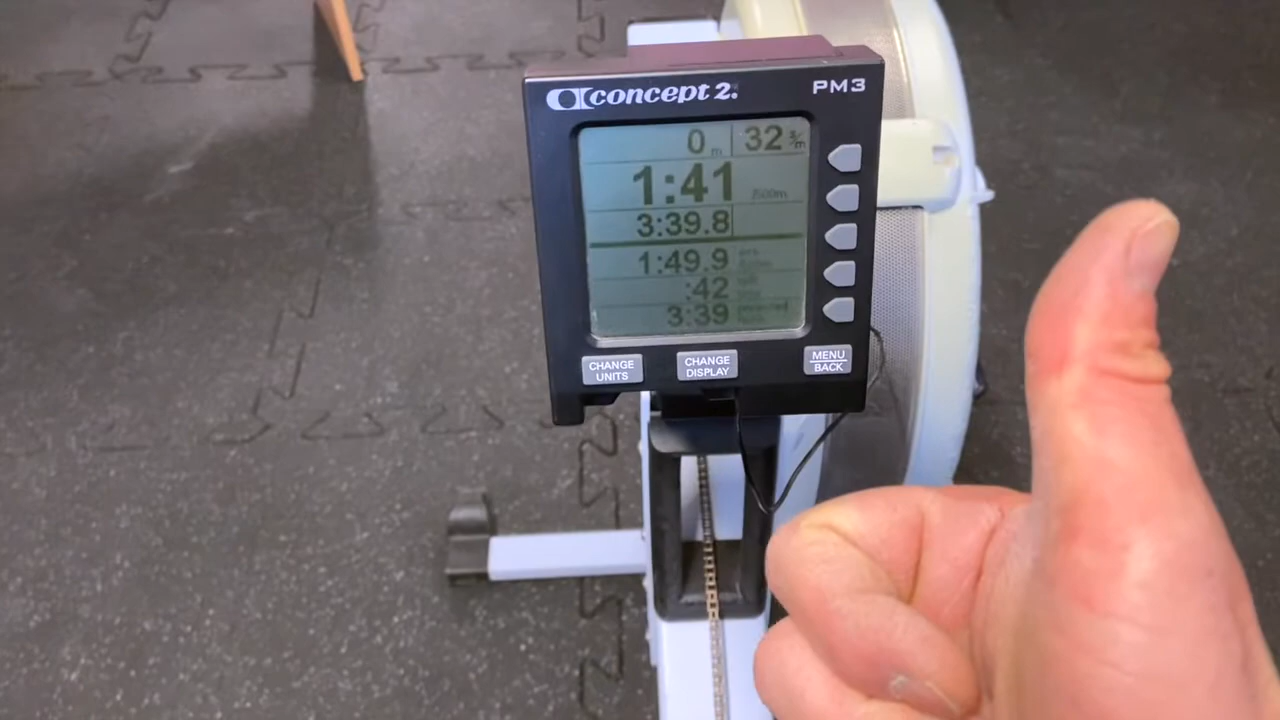 concept 2. PM3
0 m 32 s/m
1:41 /500m
3:39.8
1:49.9
:42
3:39
CHANGE UNITS
CHANGE DISPLAY
MENU BACK